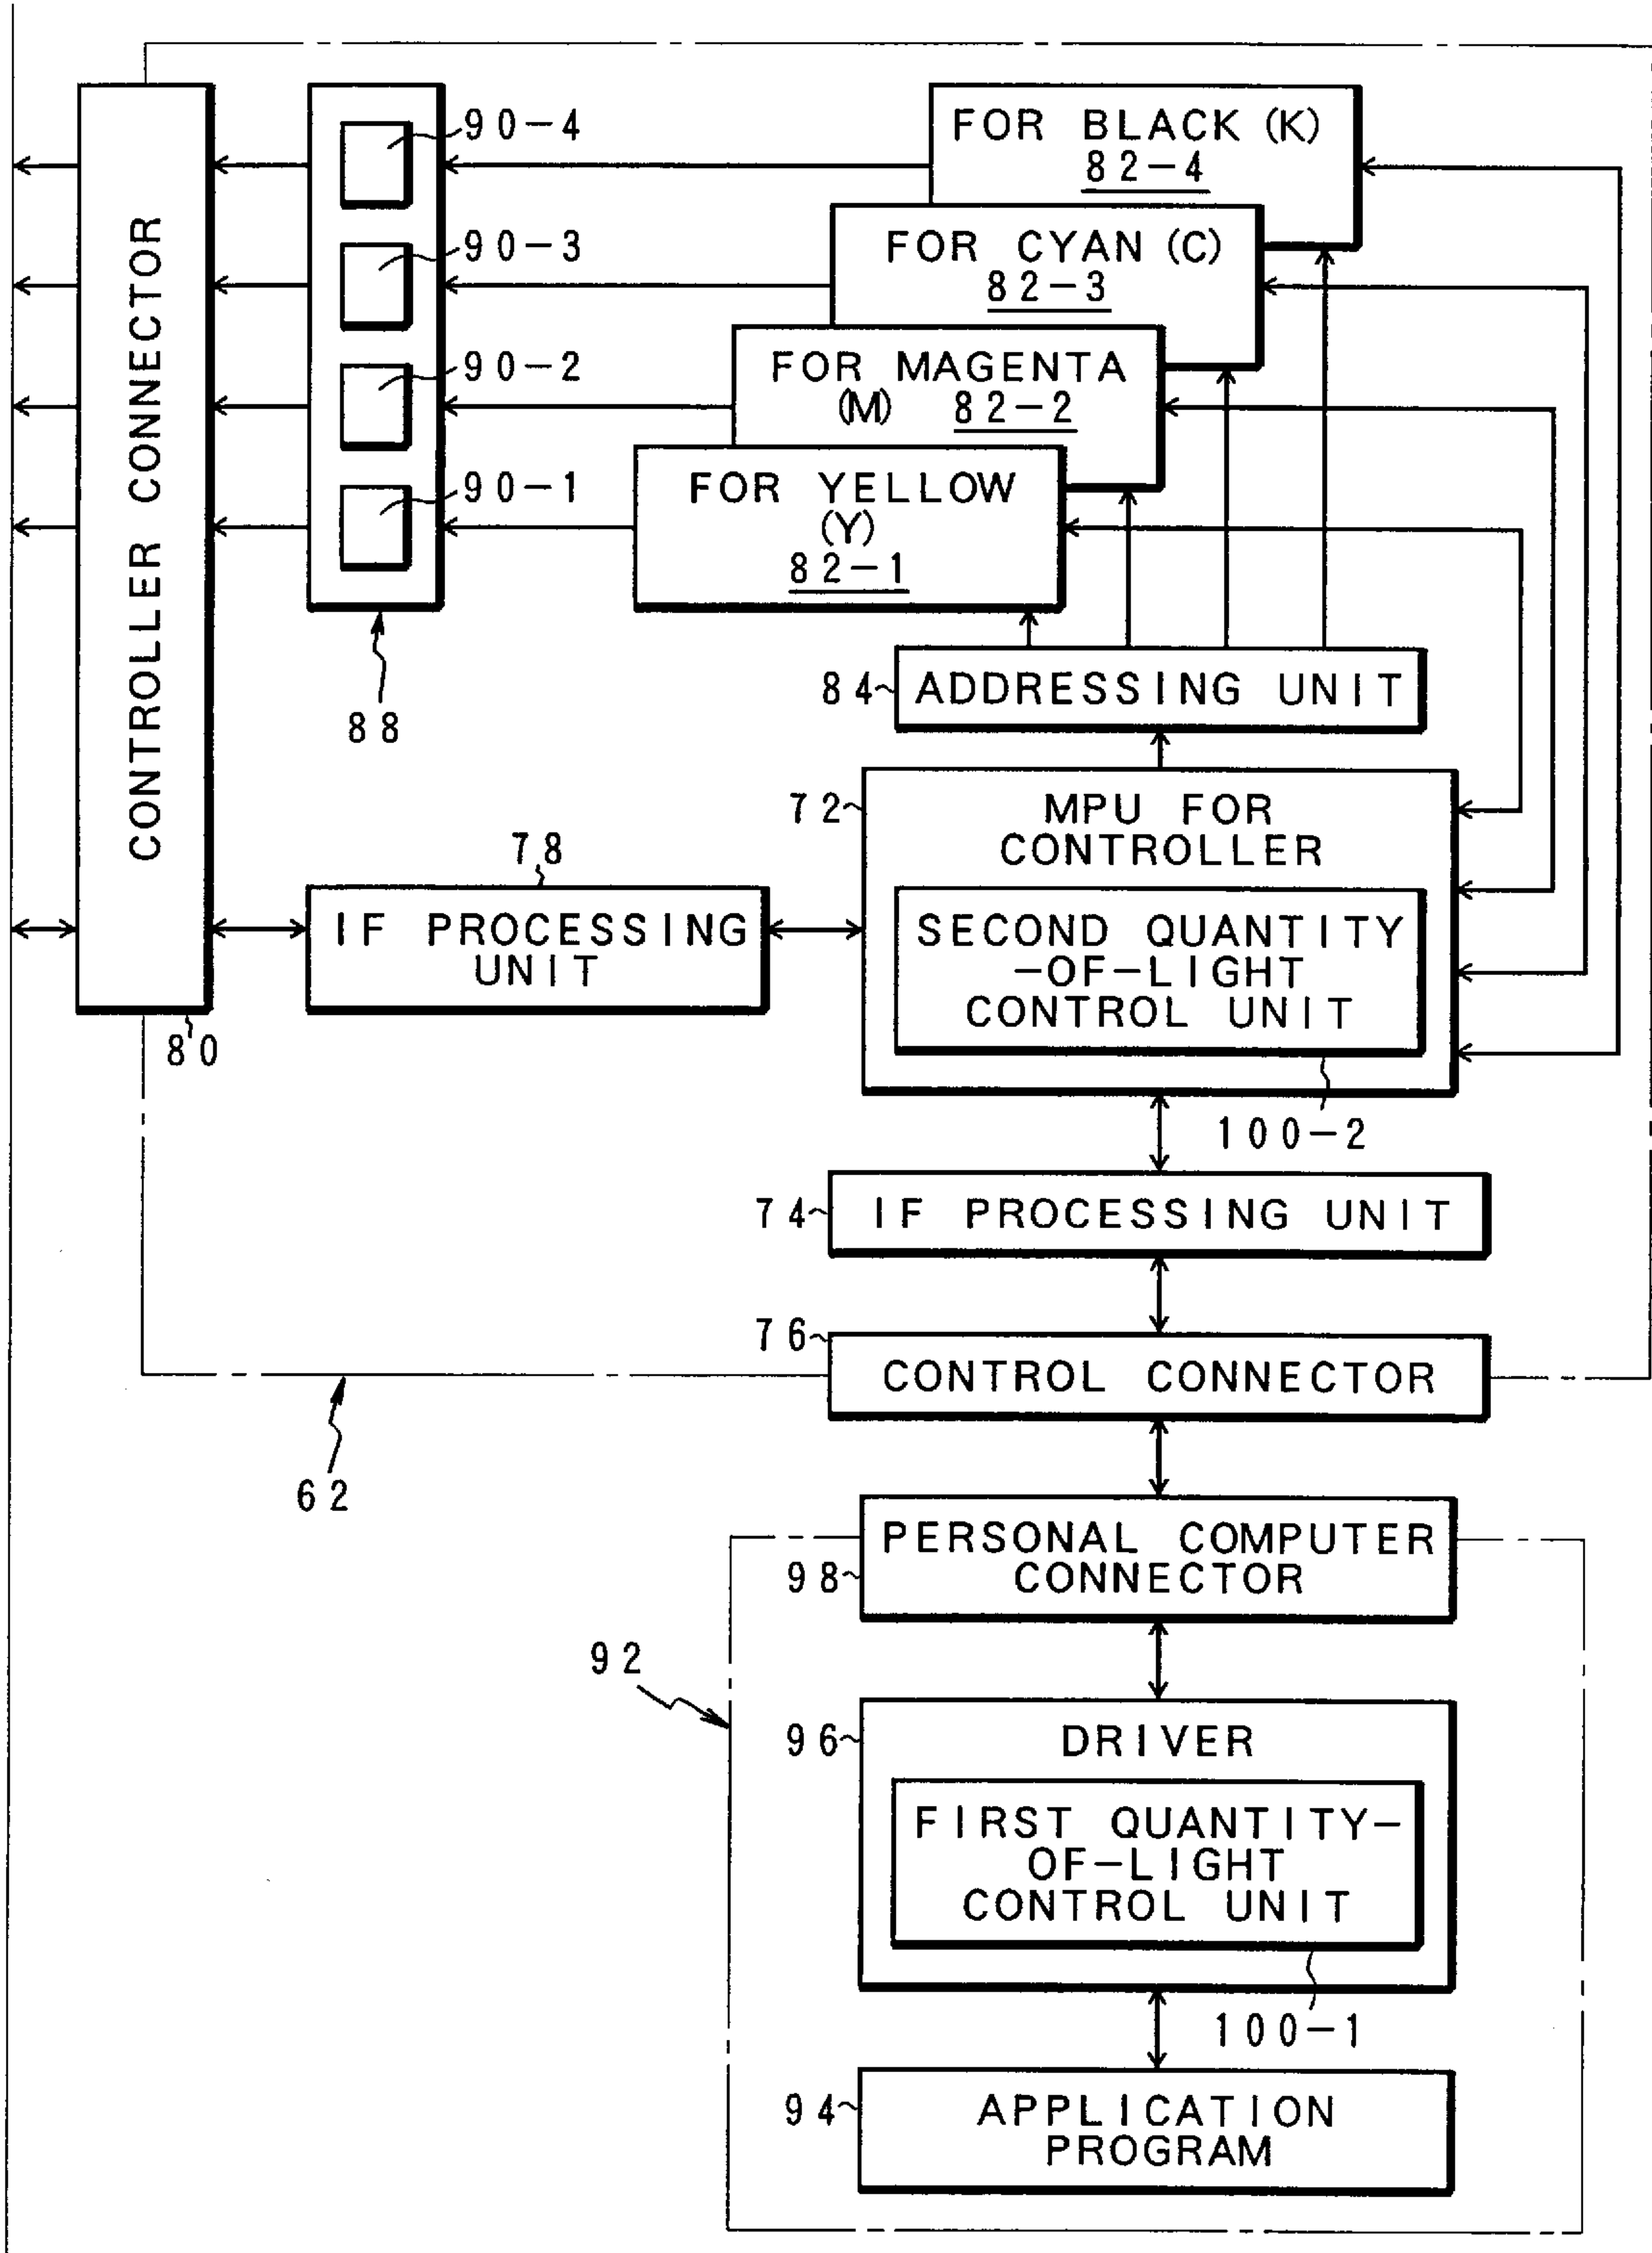 CONTROLLER CONNECTOR
80
90-4
90-3
90-2
90-1
88
FOR BLACK (K)
82-4
FOR CYAN (C)
82-3
FOR MAGENTA
(M) 82-2
FOR YELLOW
(Y)
82-1
84
ADDRESSING UNIT
72
MPU FOR
CONTROLLER
SECOND QUANTITY
-OF-LIGHT
CONTROL UNIT
100-2
78
IF PROCESSING
UNIT
74
IF PROCESSING UNIT
76
CONTROL CONNECTOR
62
PERSONAL COMPUTER
CONNECTOR
98
92
96
DRIVER
FIRST QUANTITY-
OF-LIGHT
CONTROL UNIT
100-1
94
APPLICATION
PROGRAM